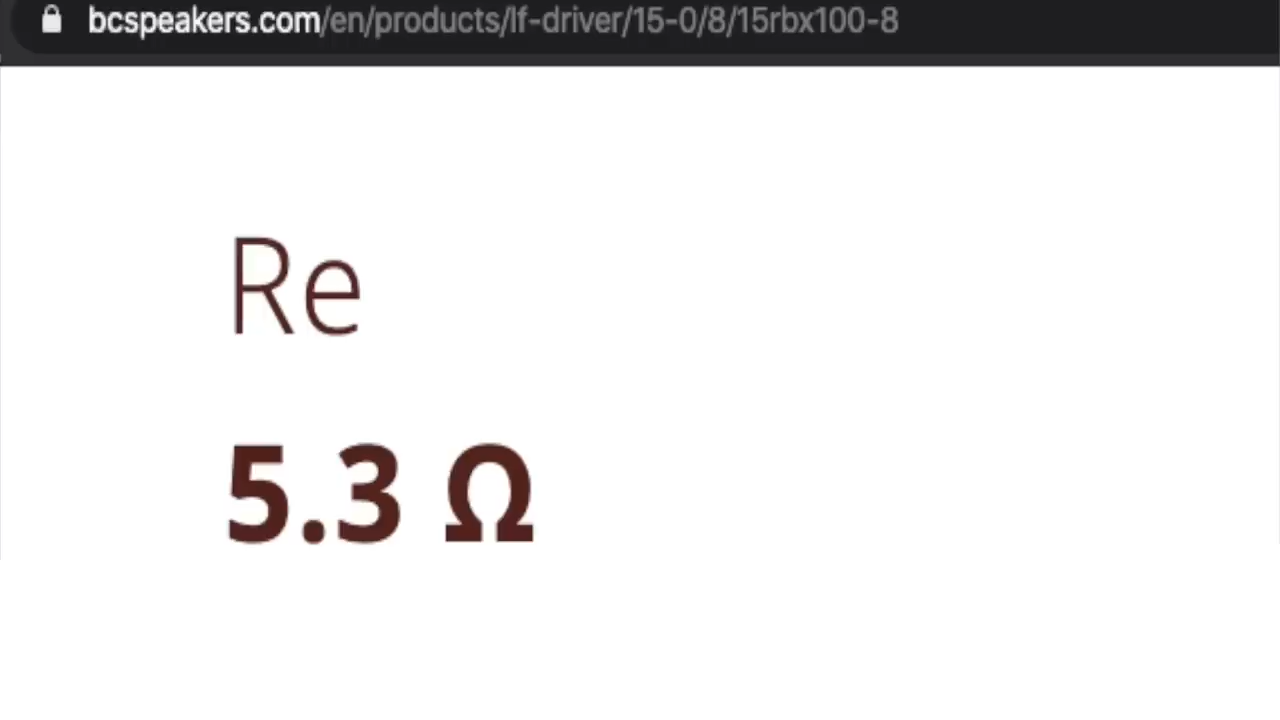 bcspeakers.com/en/products/lf-driver/15-0/8/15rbx100-8
Re
5.3 Ω